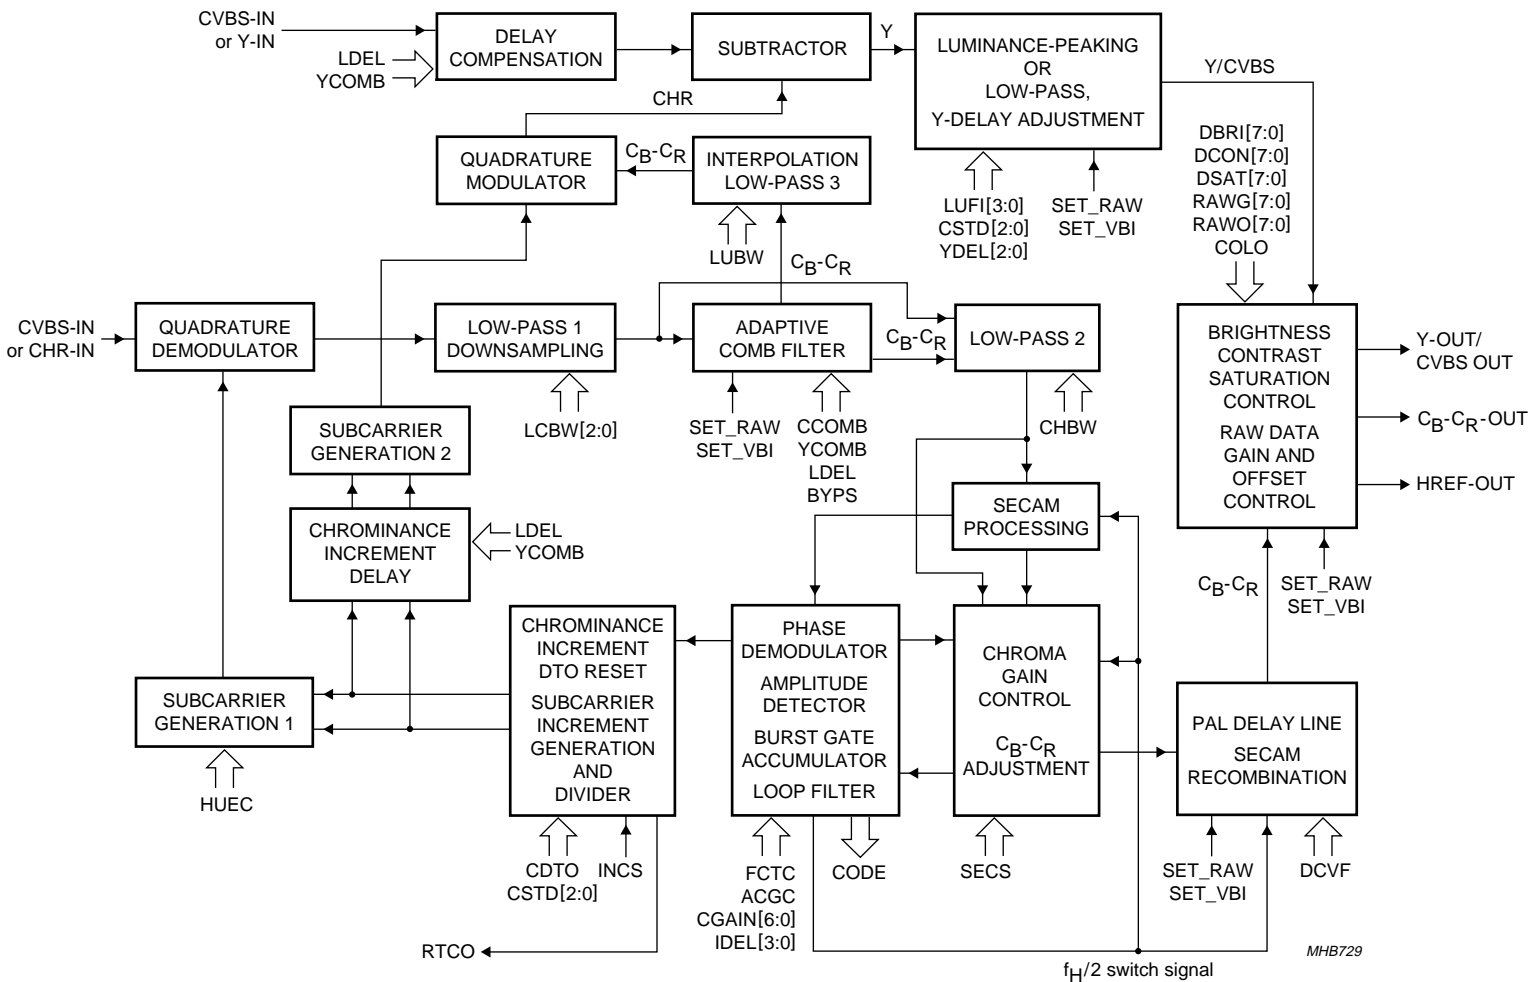 CVBS-IN
or Y-IN
LDEL
YCOMB
DELAY
COMPENSATION
SUBTRACTOR
Y
LUMINANCE-PEAKING
OR
LOW-PASS,
Y-DELAY ADJUSTMENT
Y/CVBS
CHR
QUADRATURE
MODULATOR
CB-CR
INTERPOLATION
LOW-PASS 3
LUBW
LUFI[3:0]
CSTD[2:0]
YDEL[2:0]
SET_RAW
SET_VBI
DBRI[7:0]
DCON[7:0]
DSAT[7:0]
RAWG[7:0]
RAWO[7:0]
COLO
CB-CR
CVBS-IN
or CHR-IN
QUADRATURE
DEMODULATOR
LOW-PASS 1
DOWNSAMPLING
LCBW[2:0]
ADAPTIVE
COMB FILTER
CB-CR
LOW-PASS 2
SET_RAW
SET_VBI
CCOMB
YCOMB
LDEL
BYPS
CHBW
BRIGHTNESS
CONTRAST
SATURATION
CONTROL
RAW DATA
GAIN AND
OFFSET
CONTROL
Y-OUT/
CVBS OUT
CB-CR-OUT
HREF-OUT
SUBCARRIER
GENERATION 2
CHROMINANCE
INCREMENT
DELAY
LDEL
YCOMB
SECAM
PROCESSING
CB-CR
SET_RAW
SET_VBI
SUBCARRIER
GENERATION 1
HUEC
CHROMINANCE
INCREMENT
DTO RESET
SUBCARRIER
INCREMENT
GENERATION
AND
DIVIDER
CDTO
CSTD[2:0]
INCS
RTCO
PHASE
DEMODULATOR
AMPLITUDE
DETECTOR
BURST GATE
ACCUMULATOR
LOOP FILTER
FCTC
ACGC
CGAIN[6:0]
IDEL[3:0]
CODE
CHROMA
GAIN
CONTROL
CB-CR
ADJUSTMENT
SECS
PAL DELAY LINE
SECAM
RECOMBINATION
SET_RAW
SET_VBI
DCVF
fH/2 switch signal
MHB729